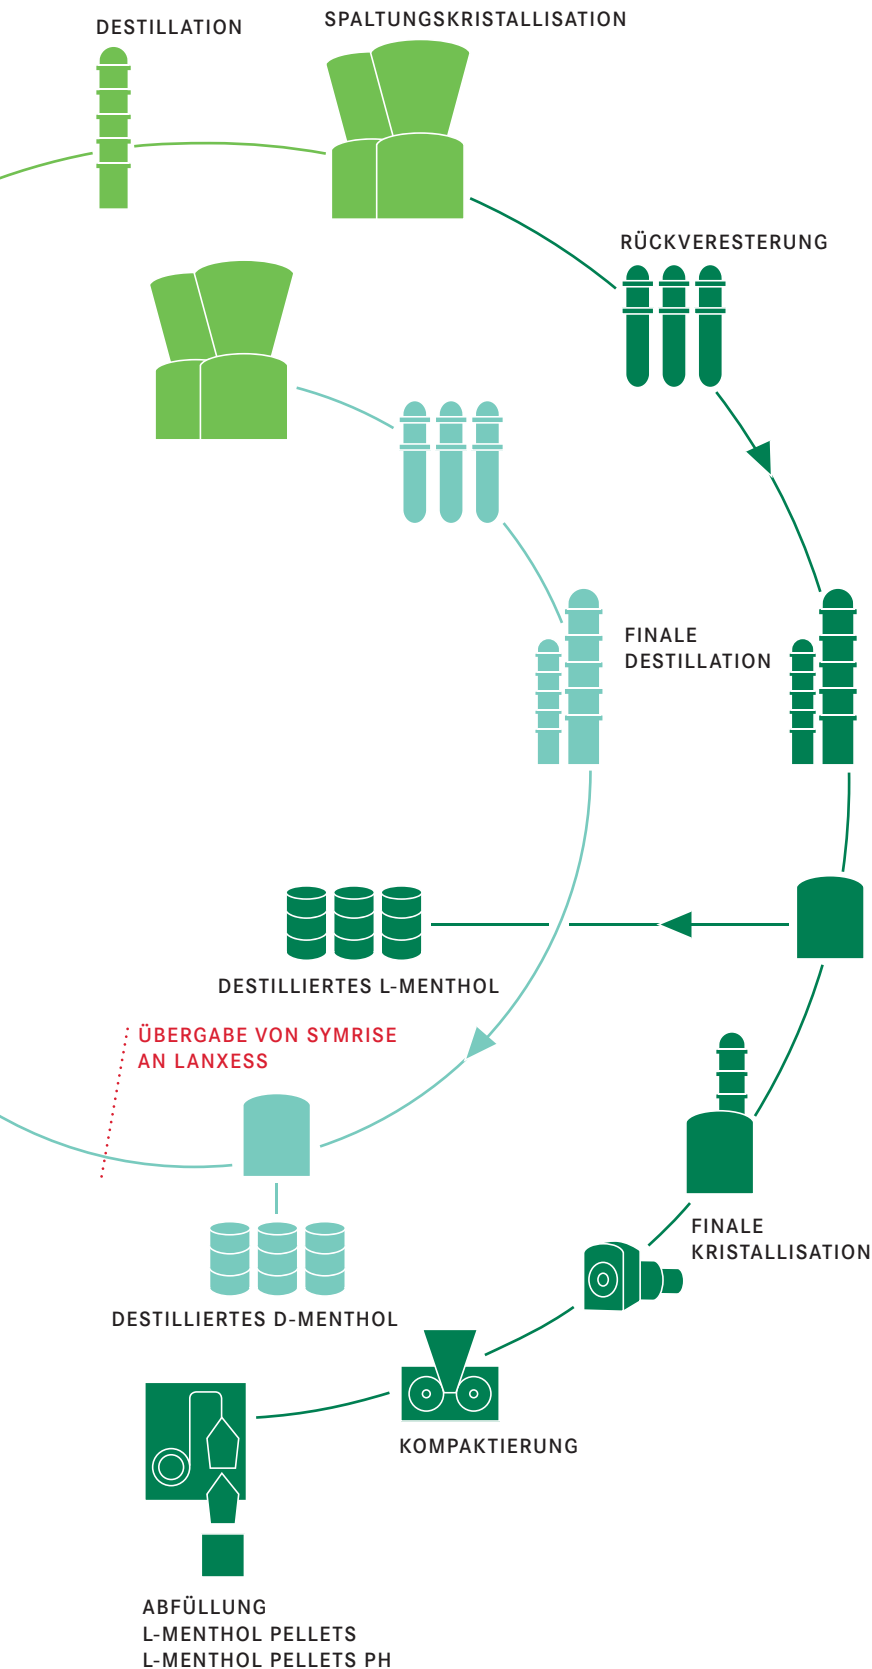 DESTILLATION
SPALTUNGSKRISTALLISATION
RÜCKVERESTERUNG
FINALE
DESTILLATION
DESTILLIERTES L-MENTHOL
ÜBERGABE VON SYMRISE
AN LANXESS
FINALE
KRISTALLISATION
DESTILLIERTES D-MENTHOL
KOMPAKTIERUNG
ABFÜLLUNG
L-MENTHOL PELLETS
L-MENTHOL PELLETS PH